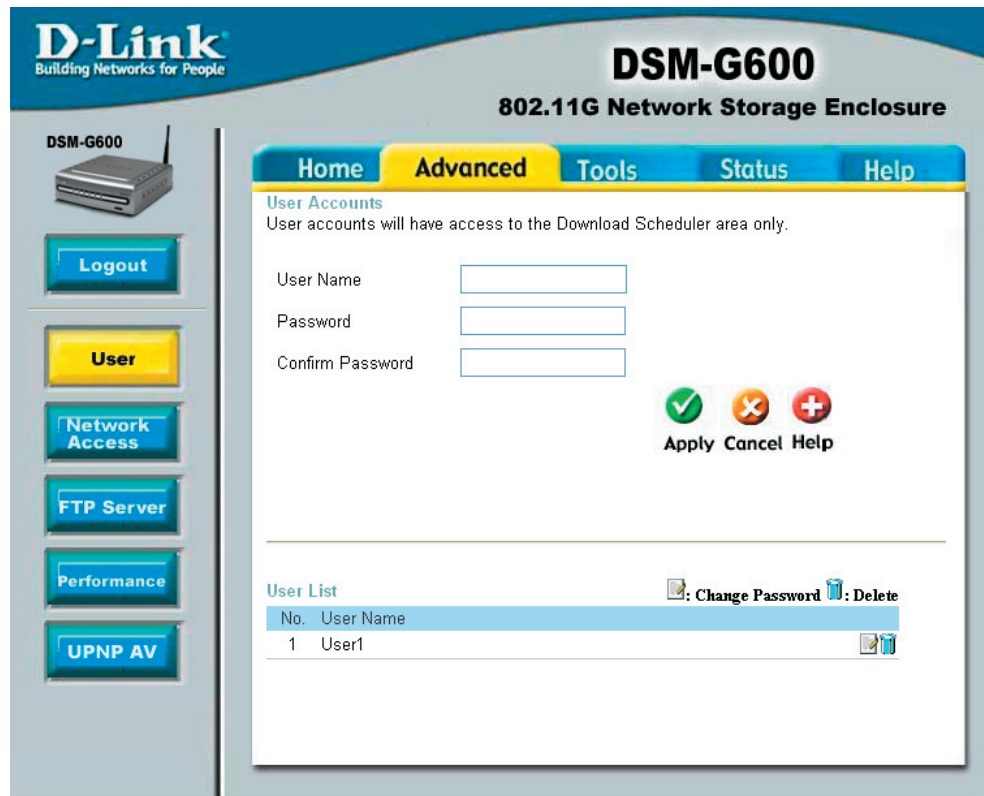 D-Link
Building Networks for People
DSM-G600
802.11G Network Storage Enclosure
DSM-G600
Logout
User
Network Access
FTP Server
Performance
UPNP AV
Home Advanced Tools Status Help
User Accounts
User accounts will have access to the Download Scheduler area only.
User Name
Password
Confirm Password
Apply Cancel Help
User List
: Change Password : Delete
No. User Name
1 User1